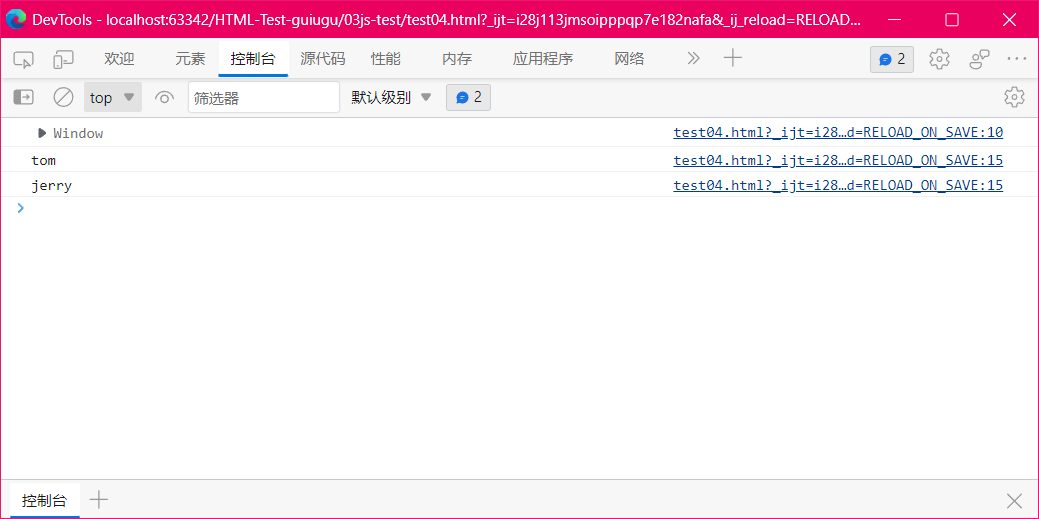 DevTools - localhost:63342/HTML-Test-guiugu/03js-test/test04.html?_ijt=i28j113jmsoipppqp7e182nafa&_ij_reload=RELOAD...
欢迎 元素 控制台 源代码 性能 内存 应用程序 网络 2
top 筛选器 默认级别 2
Window test04.html?_ijt=i28…d=RELOAD_ON_SAVE:10
tom test04.html?_ijt=i28…d=RELOAD_ON_SAVE:15
jerry test04.html?_ijt=i28…d=RELOAD_ON_SAVE:15
控制台